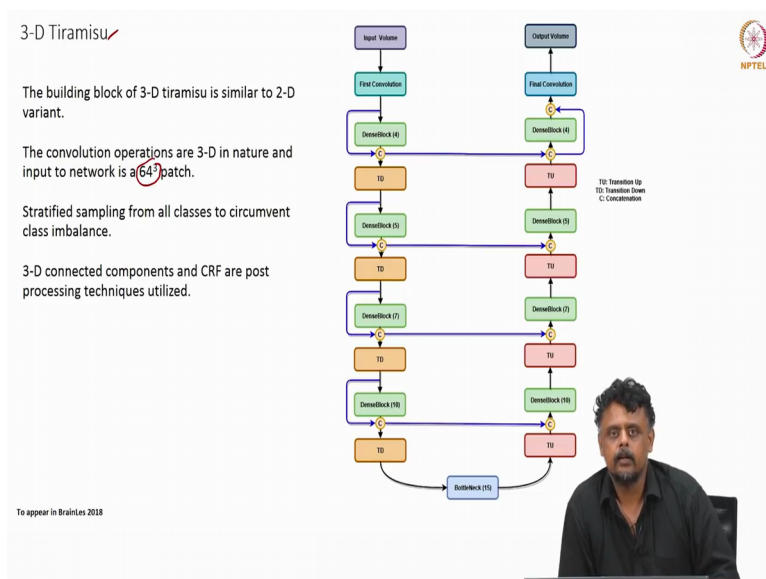 3-D Tiramisu
The building block of 3-D tiramisu is similar to 2-D
variant.
The convolution operations are 3-D in nature and
input to network is a 64³ patch.
Stratified sampling from all classes to circumvent
class imbalance.
3-D connected components and CRF are post
processing techniques utilized.
To appear in BrainLes 2018
Input Volume
First Convolution
DenseBlock (4)
C
TD
DenseBlock (5)
C
TD
DenseBlock (7)
C
TD
DenseBlock (10)
C
TD
BottleNeck (15)
Output Volume
Final Convolution
C
DenseBlock (4)
C
TU
DenseBlock (5)
C
TU
DenseBlock (7)
C
TU
DenseBlock (10)
C
TU
TU: Transition Up
TD: Transition Down
C: Concatenation
NPTEL